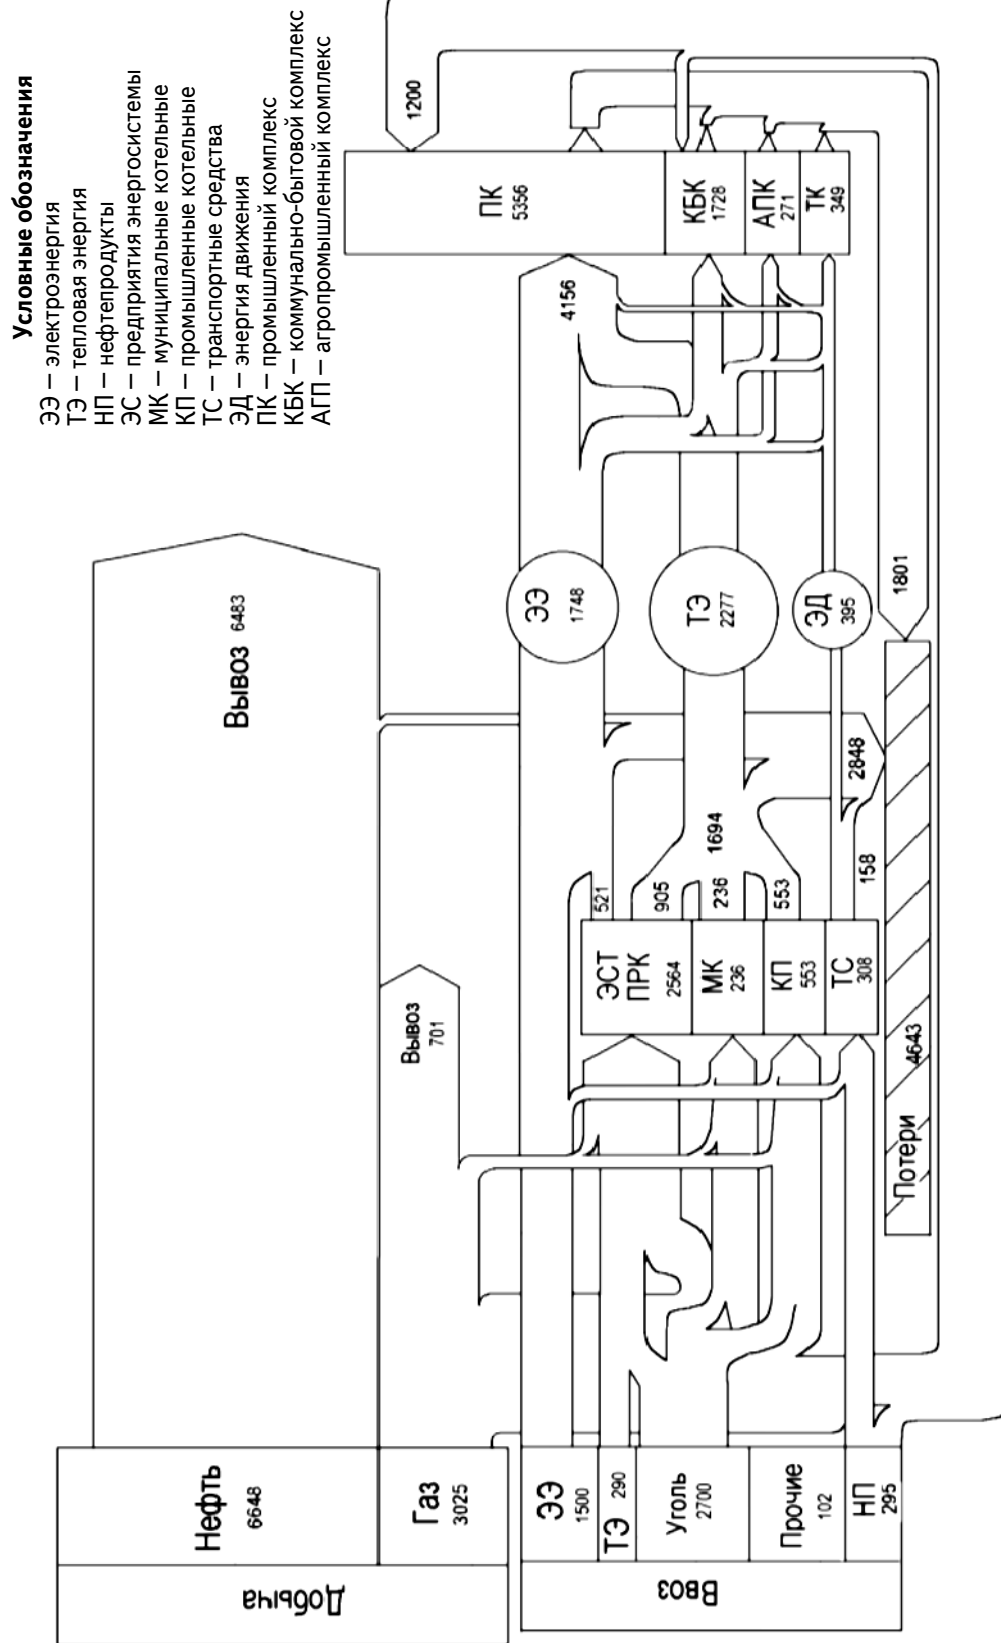 Условные обозначения
ЭЭ — электроэнергия
ТЭ — тепловая энергия
НП — нефтепродукты
ЭС — предприятия энергосистемы
МК — муниципальные котельные
КП — промышленные котельные
ТС — транспортные средства
ЭД — энергия движения
ПК — промышленный комплекс
КБК — коммунально-бытовой комплекс
АГП — агропромышленный комплекс
Добыча
Нефть
6648
Газ
3025
Ввоз
ЭЭ
1500
ТЭ 290
Уголь
2700
Прочие
102
НП
295
Вывоз 6483
Вывоз
701
ЭСТ
ПРК
2564
МК
236
КП
553
ТС
308
521
905
236
553
1694
158
2848
Потери 4643
ЭЭ
1748
ТЭ
2277
ЭД
395
1801
4156
1200
ПК
5356
КБК
1728
АПК
271
ТК
349